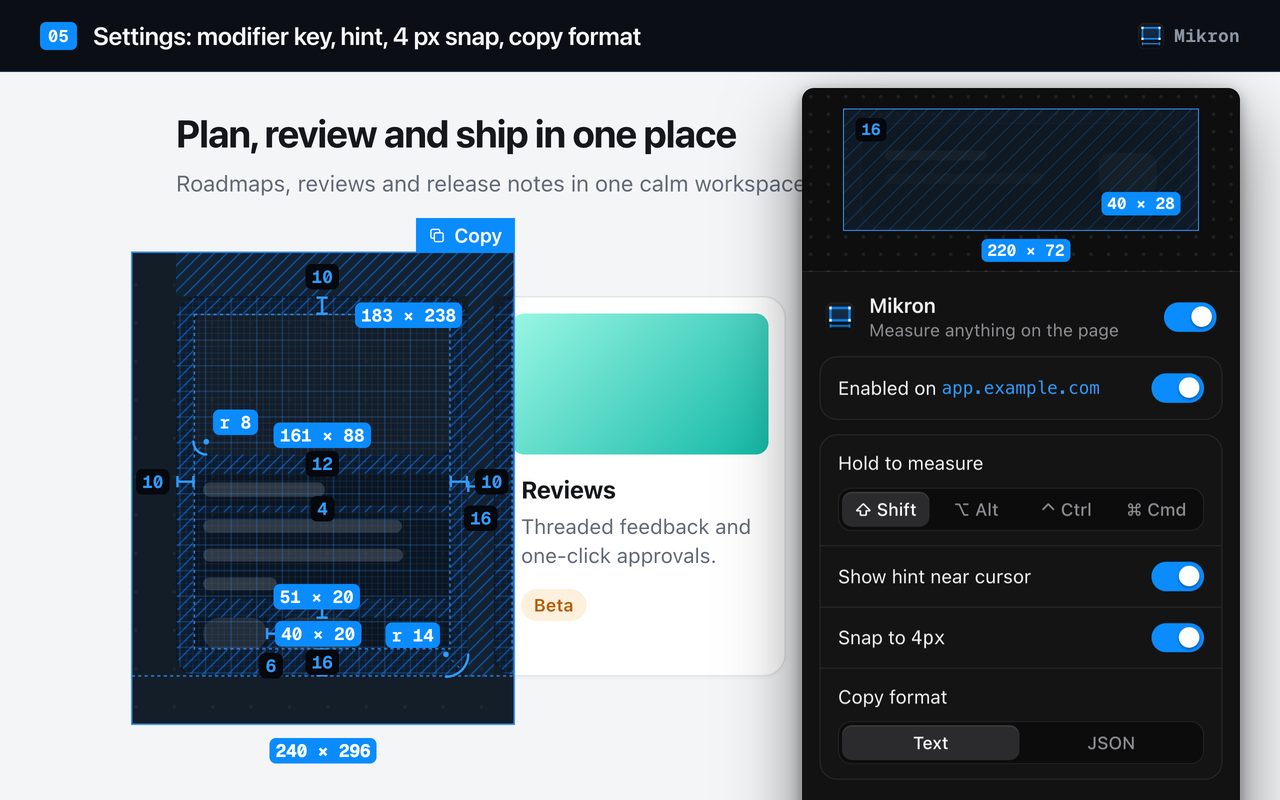 05 Settings: modifier key, hint, 4 px snap, copy format
Mikron
Plan, review and ship in one place
Roadmaps, reviews and release notes in one calm workspace
Copy
10
183 × 238
r 8
161 × 88
12
10
10
4
16
51 × 20
40 × 20
r 14
6
16
240 × 296
Reviews
Threaded feedback and
one-click approvals.
Beta
16
40 × 28
220 × 72
Mikron
Measure anything on the page
Enabled on app.example.com
Hold to measure
⇧ Shift
⌥ Alt
^ Ctrl
⌘ Cmd
Show hint near cursor
Snap to 4px
Copy format
Text
JSON